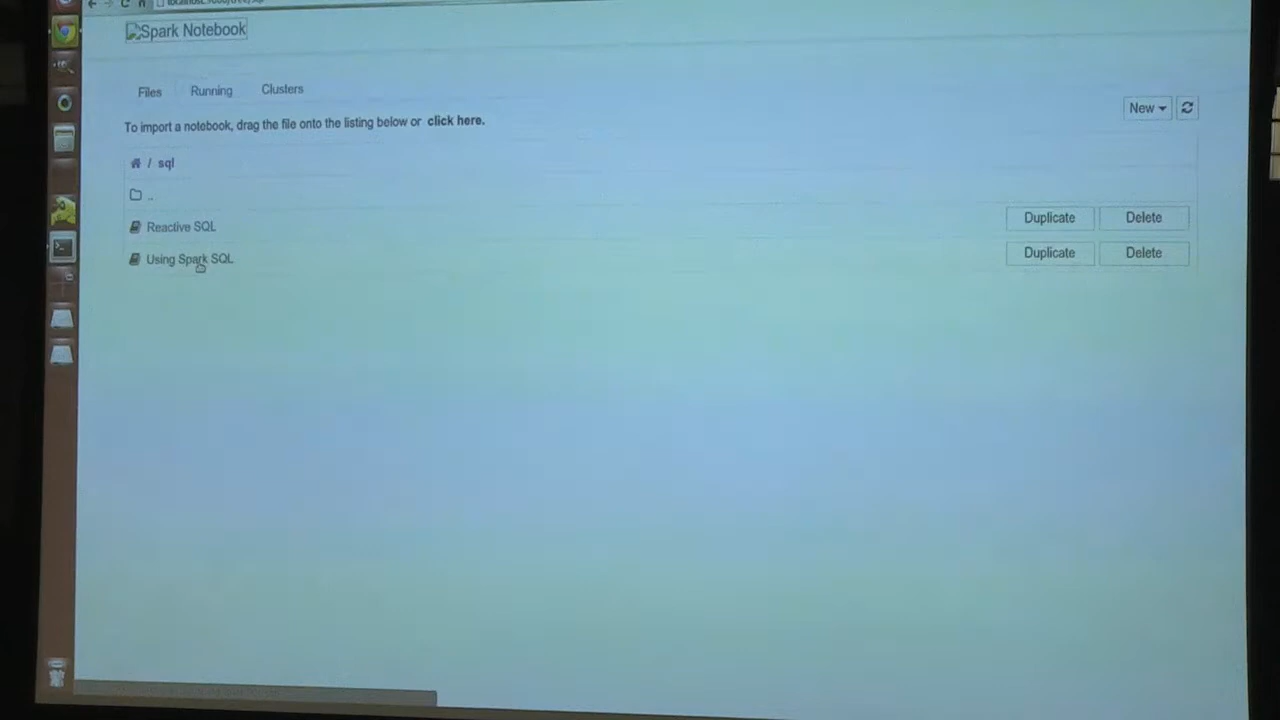 Spark Notebook
Files Running Clusters
New
To import a notebook, drag the file onto the listing below or click here.
/ sql
..
Reactive SQL Duplicate Delete
Using Spark SQL Duplicate Delete